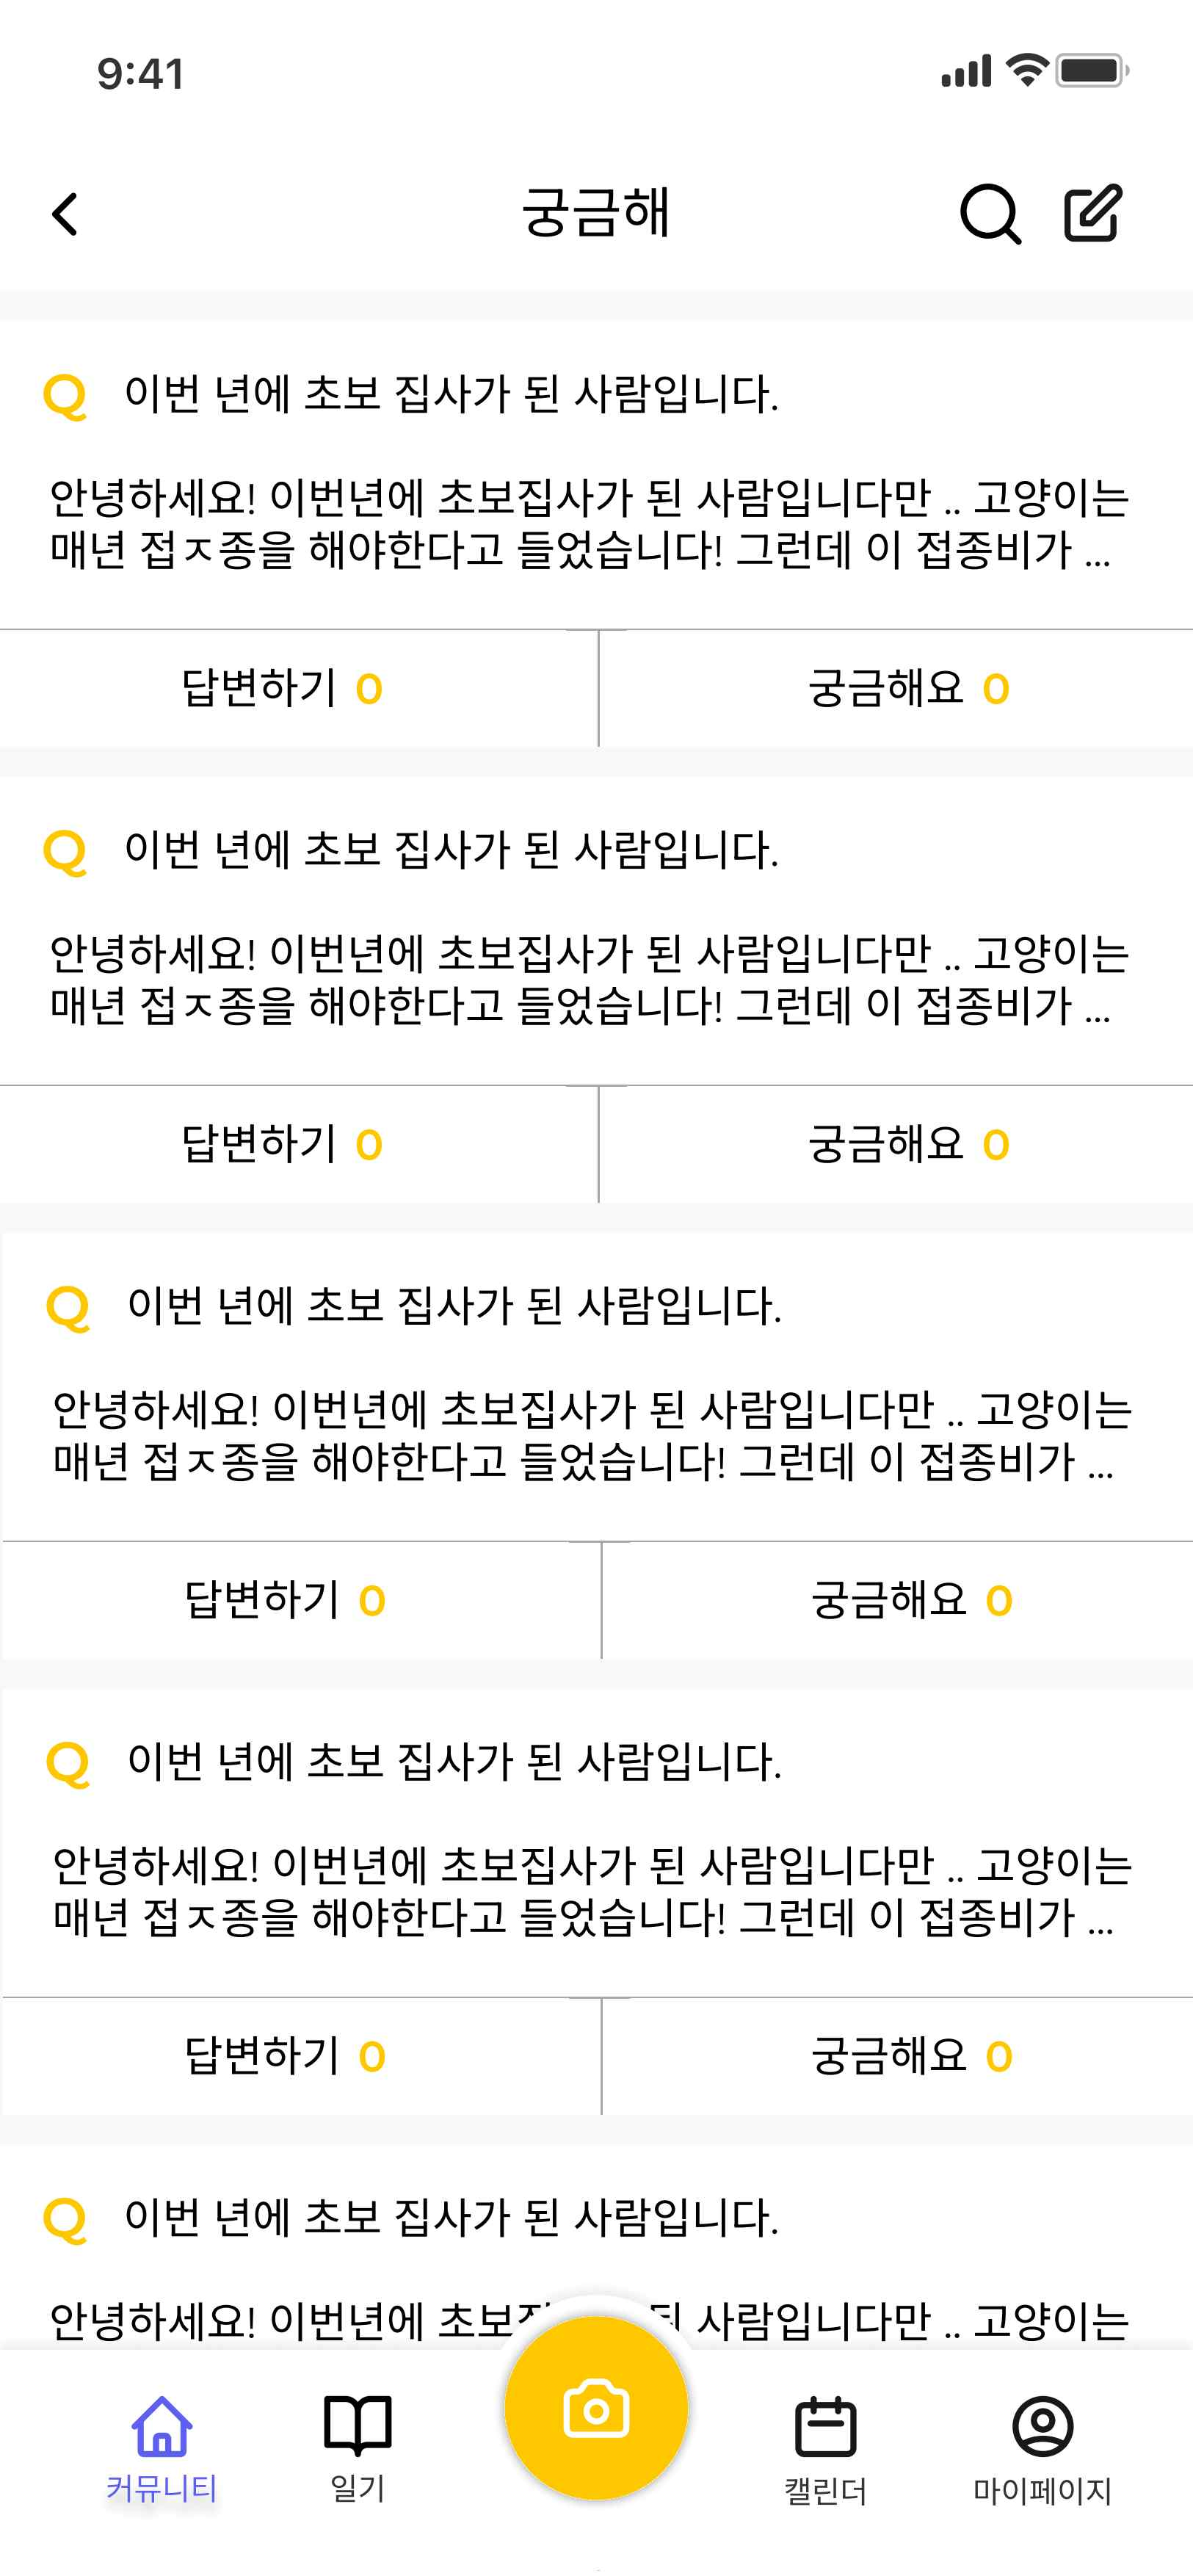 9:41
궁금해
Q 이번 년에 초보 집사가 된 사람입니다.
안녕하세요! 이번년에 초보집사가 된 사람입니다만 .. 고양이는
매년 접ㅈ종을 해야한다고 들었습니다! 그런데 이 접종비가 ...
답변하기 0 궁금해요 0
Q 이번 년에 초보 집사가 된 사람입니다.
안녕하세요! 이번년에 초보집사가 된 사람입니다만 .. 고양이는
매년 접ㅈ종을 해야한다고 들었습니다! 그런데 이 접종비가 ...
답변하기 0 궁금해요 0
Q 이번 년에 초보 집사가 된 사람입니다.
안녕하세요! 이번년에 초보집사가 된 사람입니다만 .. 고양이는
매년 접ㅈ종을 해야한다고 들었습니다! 그런데 이 접종비가 ...
답변하기 0 궁금해요 0
Q 이번 년에 초보 집사가 된 사람입니다.
안녕하세요! 이번년에 초보집사가 된 사람입니다만 .. 고양이는
매년 접ㅈ종을 해야한다고 들었습니다! 그런데 이 접종비가 ...
답변하기 0 궁금해요 0
Q 이번 년에 초보 집사가 된 사람입니다.
안녕하세요! 이번년에 사람입니다만 .. 고양이는
커뮤니티 일기 캘린더 마이페이지